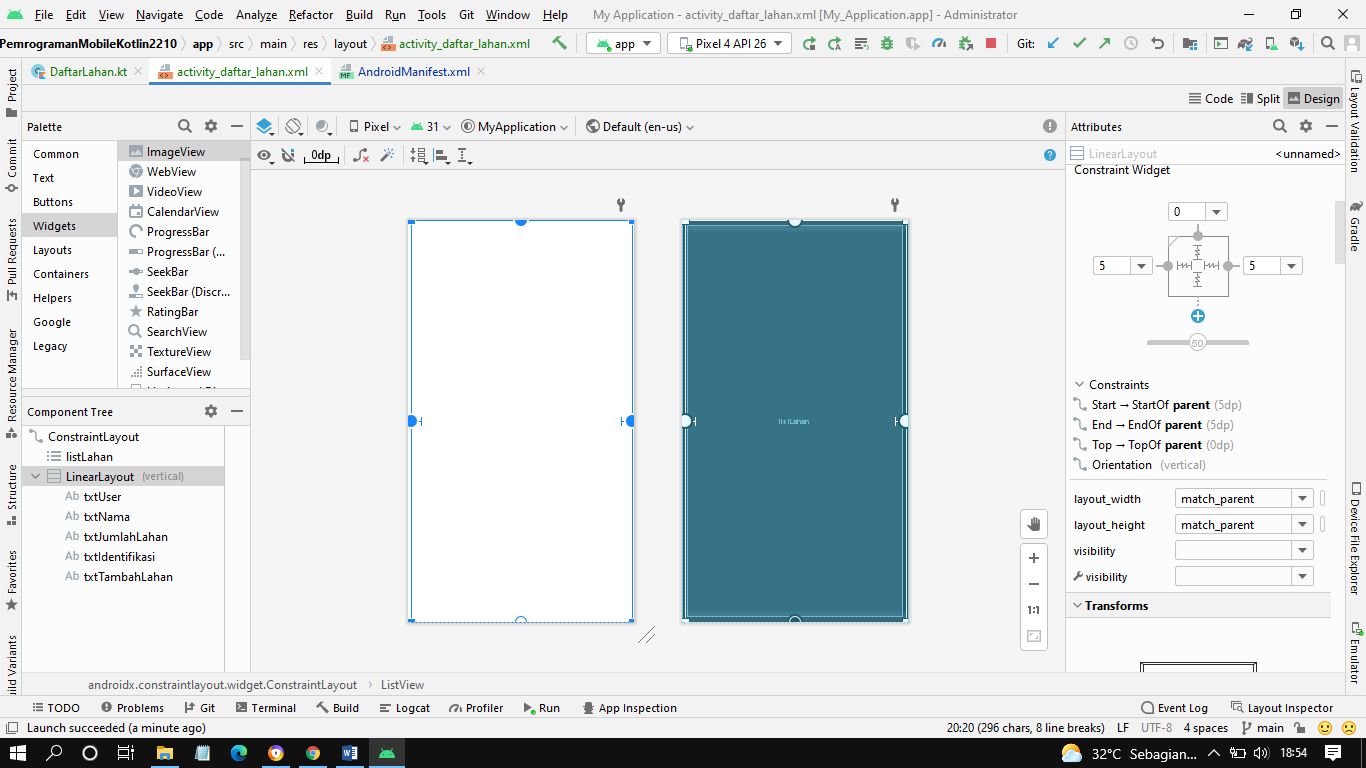 File Edit View Navigate Code Analyze Refactor Build Run Tools Git Window Help My Application - activity_daftar_lahan.xml [My_Application.app] - Administrator
PemrogramanMobileKotlin2210 app src main res layout activity_daftar_lahan.xml app Pixel 4 API 26 Git:
DaftarLahan.kt activity_daftar_lahan.xml AndroidManifest.xml
Code Split Design
Palette Pixel 31 MyApplication Default (en-us) Attributes
0dp LinearLayout <unnamed>
Common
Text
Buttons
Widgets
Layouts
Containers
Helpers
Google
Legacy
ImageView
WebView
VideoView
CalendarView
ProgressBar
ProgressBar (...
SeekBar
SeekBar (Discr...
RatingBar
SearchView
TextureView
SurfaceView
Component Tree
ConstraintLayout
listLahan
LinearLayout (vertical)
txtUser
txtNama
txtJumlahLahan
txtIdentifikasi
txtTambahLahan
1:1
Constraint Widget
0
5 5
50
Constraints
Start → StartOf parent (5dp)
End → EndOf parent (5dp)
Top → TopOf parent (0dp)
Orientation (vertical)
layout_width match_parent
layout_height match_parent
visibility
visibility
Transforms
Project
Commit
Pull Requests
Resource Manager
Structure
Favorites
ild Variants
Layout Validation
Gradle
Device File Explorer
Emulator
androidx.constraintlayout.widget.ConstraintLayout ListView
TODO Problems Git Terminal Build Logcat Profiler Run App Inspection Event Log Layout Inspector
Launch succeeded (a minute ago) 20:20 (296 chars, 8 line breaks) LF UTF-8 4 spaces main
32°C Sebagian... 18:54